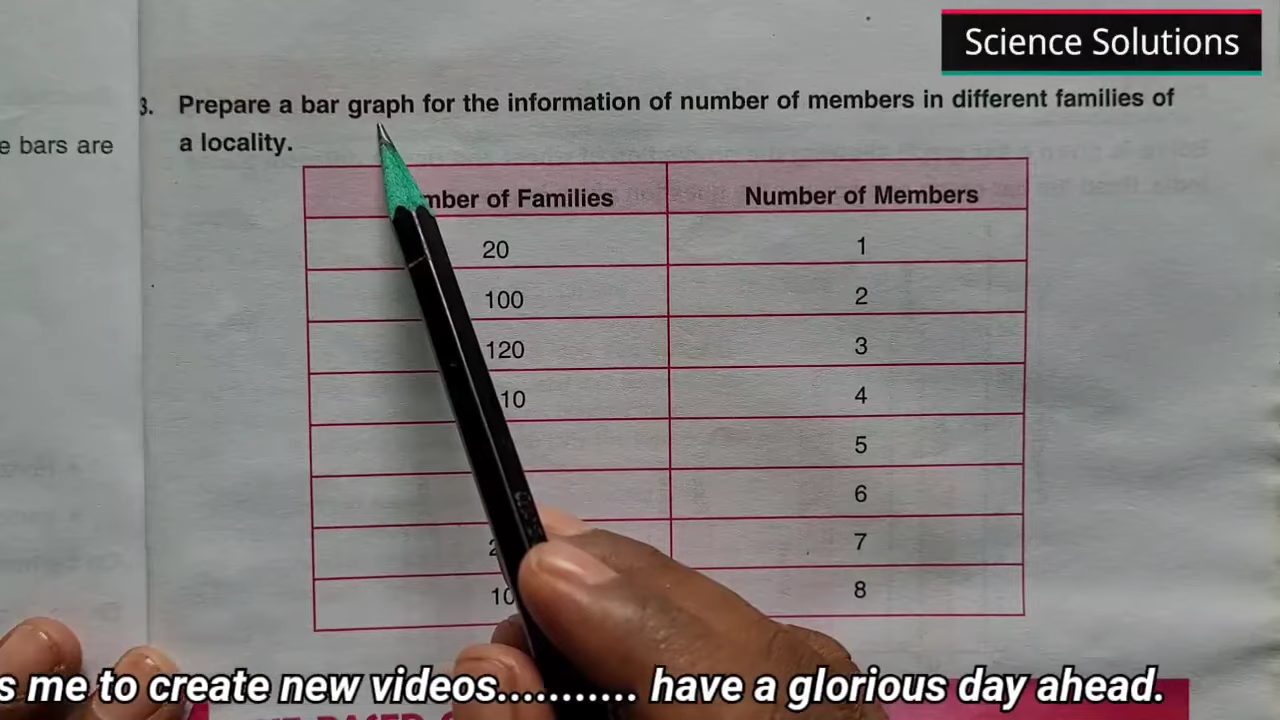 Science Solutions
3. Prepare a bar graph for the information of number of members in different families of
e bars are
a locality.
Number of Families Number of Members
20 1
100 2
120 3
10 4
5
6
7
8
s me to create new videos........... have a glorious day ahead.